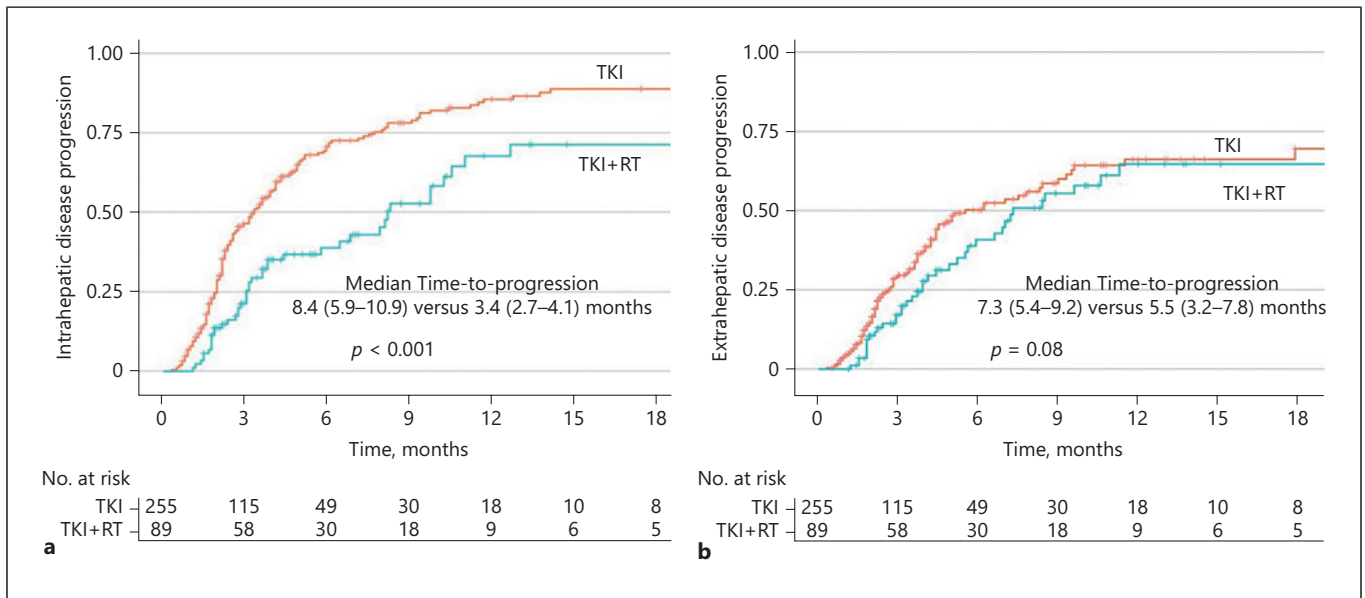 Intrahepatic disease progression
1.00
0.75
0.50
0.25
0
TKI
TKI+RT
Median Time-to-progression
8.4 (5.9–10.9) versus 3.4 (2.7–4.1) months
p < 0.001
0 3 6 9 12 15 18
Time, months
No. at risk
TKI 255 115 49 30 18 10 8
TKI+RT 89 58 30 18 9 6 5
a
Extrahepatic disease progression
1.00
0.75
0.50
0.25
0
TKI
TKI+RT
Median Time-to-progression
7.3 (5.4–9.2) versus 5.5 (3.2–7.8) months
p = 0.08
0 3 6 9 12 15 18
Time, months
No. at risk
TKI 255 115 49 30 18 10 8
TKI+RT 89 58 30 18 9 6 5
b